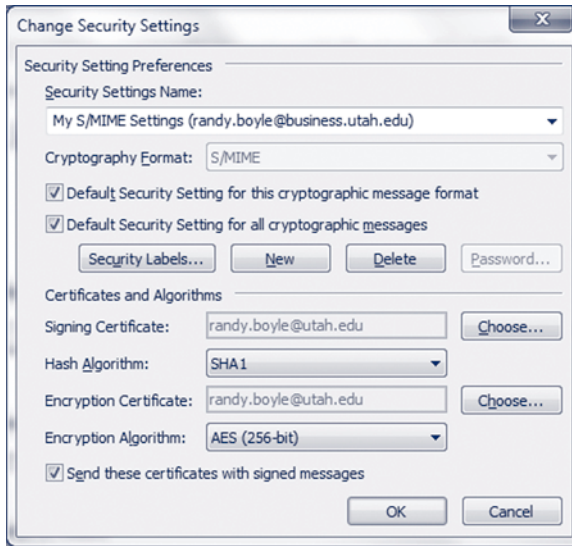 Change Security Settings
Security Setting Preferences
Security Settings Name:
My S/MIME Settings (randy.boyle@business.utah.edu)
Cryptography Format: S/MIME
Default Security Setting for this cryptographic message format
Default Security Setting for all cryptographic messages
Security Labels... New Delete Password...
Certificates and Algorithms
Signing Certificate: randy.boyle@utah.edu Choose...
Hash Algorithm: SHA1
Encryption Certificate: randy.boyle@utah.edu Choose...
Encryption Algorithm: AES (256-bit)
Send these certificates with signed messages
OK Cancel